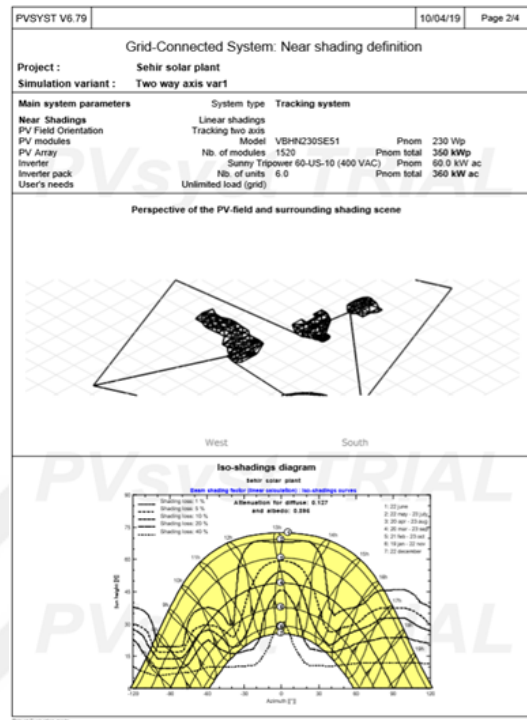 PVSYST V6.79
10/04/19
Page 2/4
Grid-Connected System: Near shading definition
Project : Sehir solar plant
Simulation variant : Two way axis var1
Main system parameters System type Tracking system
Near Shadings Linear shadings
PV Field Orientation Tracking two axis
PV modules Model VBHN230SE51 Pnom 230 Wp
PV Array Nb. of modules 1520 Pnom total 350 kWp
Inverter Sunny Tripower 60-US-10 (400 VAC) Pnom 60.0 kW ac
Inverter pack Nb. of units 6.0 Pnom total 360 kW ac
User's needs Unlimited load (grid)
PVsyst TRIAL
Perspective of the PV-field and surrounding shading scene
West South
Iso-shadings diagram
Sehir solar plant
Beam shading factor (linear calculation) : Iso-shadings curves
Shading loss: 1 %
Shading loss: 5 %
Shading loss: 10 %
Shading loss: 20 %
Shading loss: 40 %
Attenuation for diffuse: 0.127
and albedo:
1: 22 june
2: 22 may - 23 july
3: 20 apr - 23 aug
4: 20 mar - 23 sep
5: 21 feb - 23 oct
6: 19 jan - 22 nov
7: 22 december
Sun height [°]
-120 -90 -60 -30 0 30 60 90 120
Azimuth [°]